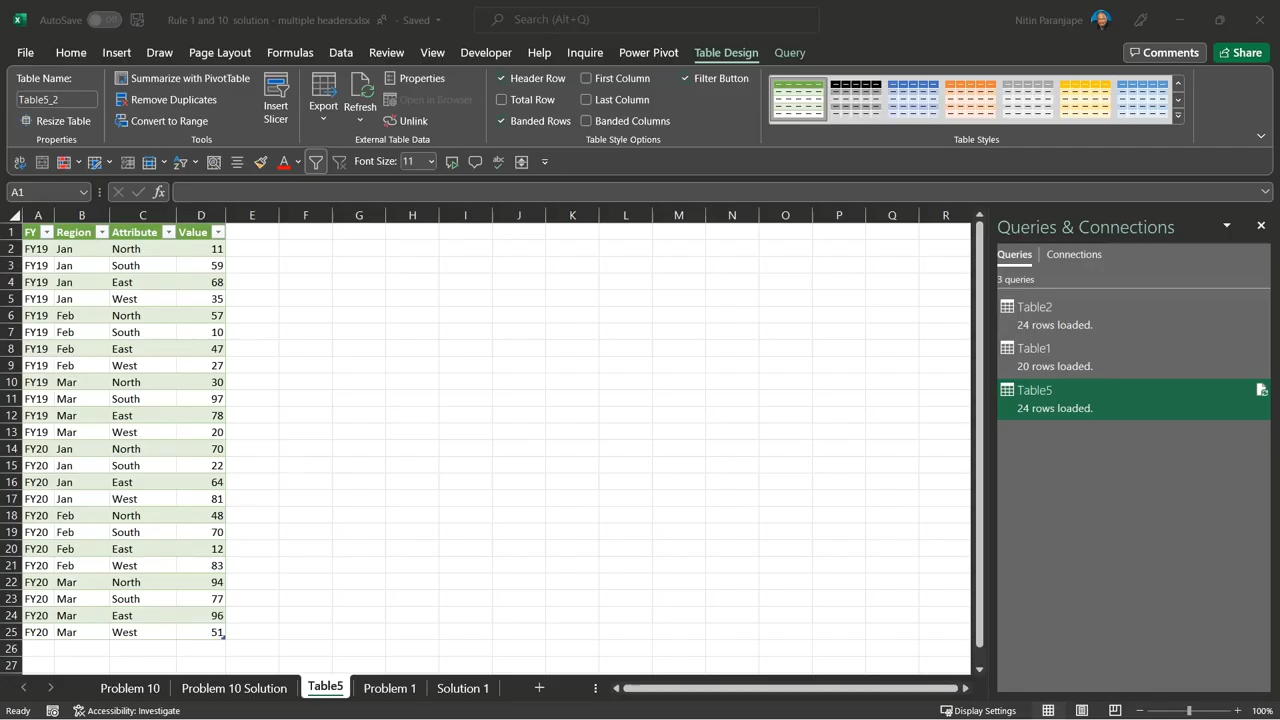 AutoSave Off Rule 1 and 10 solution - multiple headers.xlsx Saved Search (Alt+Q) Nitin Paranjape
File Home Insert Draw Page Layout Formulas Data Review View Developer Help Inquire Power Pivot Table Design Query Comments Share
Table Name: Summarize with PivotTable Properties Header Row First Column Filter Button
Table5_2 Remove Duplicates Insert Slicer Export Refresh Open in Browser Total Row Last Column
Resize Table Convert to Range Unlink Banded Rows Banded Columns
Properties Tools External Table Data Table Style Options Table Styles
Font Size: 11
A1 fx
A B C D E F G H I J K L M N O P Q R
1 FY Region Attribute Value
2 FY19 Jan North 11
3 FY19 Jan South 59
4 FY19 Jan East 68
5 FY19 Jan West 35
6 FY19 Feb North 57
7 FY19 Feb South 10
8 FY19 Feb East 47
9 FY19 Feb West 27
10 FY19 Mar North 30
11 FY19 Mar South 97
12 FY19 Mar East 78
13 FY19 Mar West 20
14 FY20 Jan North 70
15 FY20 Jan South 22
16 FY20 Jan East 64
17 FY20 Jan West 81
18 FY20 Feb North 48
19 FY20 Feb South 70
20 FY20 Feb East 12
21 FY20 Feb West 83
22 FY20 Mar North 94
23 FY20 Mar South 77
24 FY20 Mar East 96
25 FY20 Mar West 51
26
27
Queries & Connections
Queries Connections
3 queries
Table2
24 rows loaded.
Table1
20 rows loaded.
Table5
24 rows loaded.
Problem 10 Problem 10 Solution Table5 Problem 1 Solution 1
Ready Accessibility: Investigate Display Settings 100%